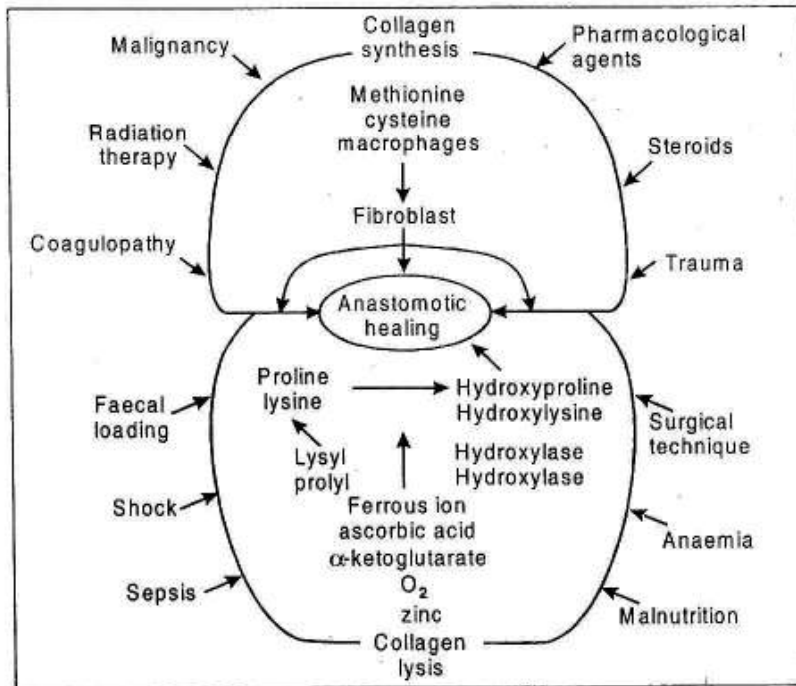 Collagen
synthesis
Malignancy
Pharmacological
agents
Methionine
cysteine
macrophages
Radiation
therapy
Steroids
Fibroblast
Coagulopathy
Trauma
Anastomotic
healing
Proline
lysine
Hydroxyproline
Hydroxylysine
Faecal
loading
Surgical
technique
Lysyl
prolyl
Hydroxylase
Hydroxylase
Shock
Ferrous ion
ascorbic acid
α-ketoglutarate
O₂
zinc
Anaemia
Sepsis
Malnutrition
Collagen
lysis